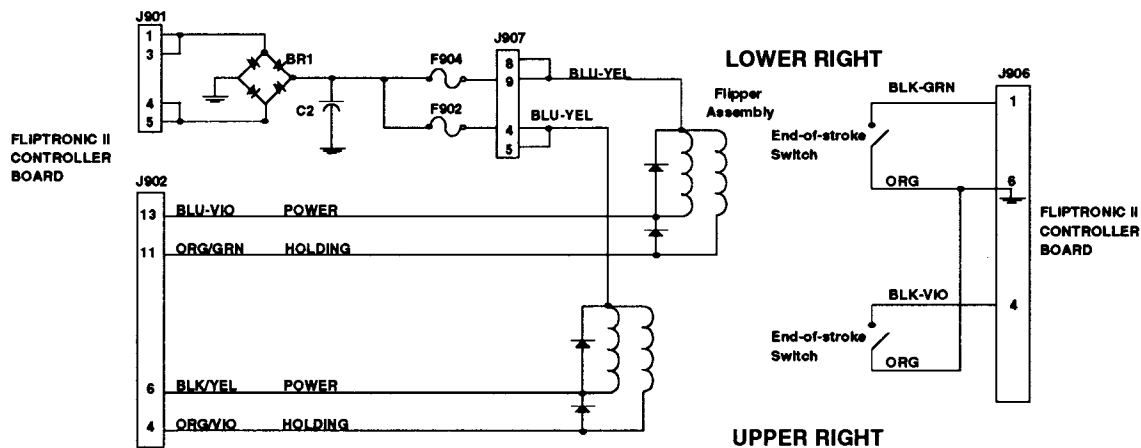 J901
1
3
4
5
BR1
C2
F904
F902
J907
8
9
4
5
BLU-YEL
BLU-YEL
LOWER RIGHT
Flipper
Assembly
FLIPTRONIC II
CONTROLLER
BOARD
J902
13 BLU-VIO POWER
11 ORG/GRN HOLDING
6 BLK/YEL POWER
4 ORG/VIO HOLDING
J906
BLK-GRN 1
End-of-stroke
Switch
ORG 6
FLIPTRONIC II
CONTROLLER
BOARD
BLK-VIO 4
End-of-stroke
Switch
ORG
UPPER RIGHT